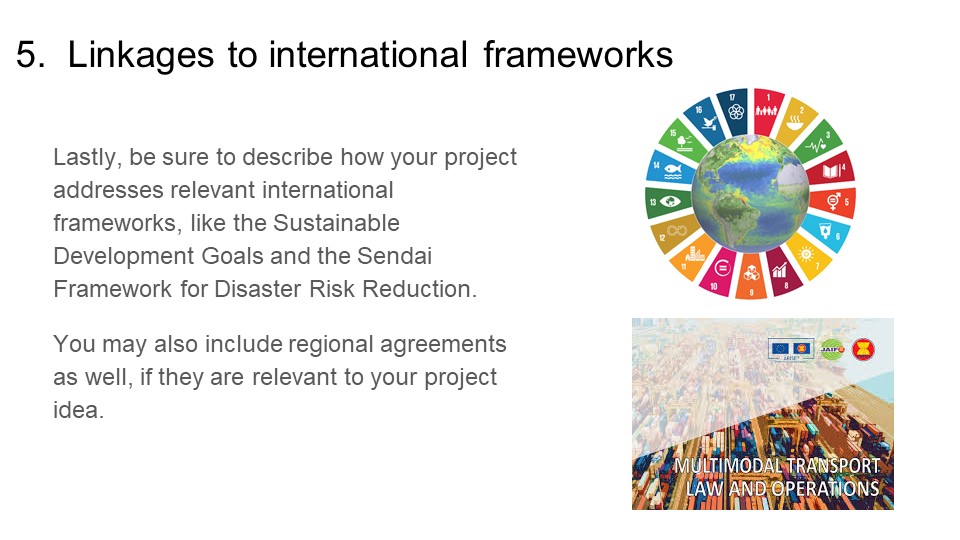 5. Linkages to international frameworks
Lastly, be sure to describe how your project
addresses relevant international
frameworks, like the Sustainable
Development Goals and the Sendai
Framework for Disaster Risk Reduction.
You may also include regional agreements
as well, if they are relevant to your project
idea.
1
2
3
4
5
6
7
8
9
10
11
12
13
14
15
16
17
JAIF
MULTIMODAL TRANSPORT
LAW AND OPERATIONS